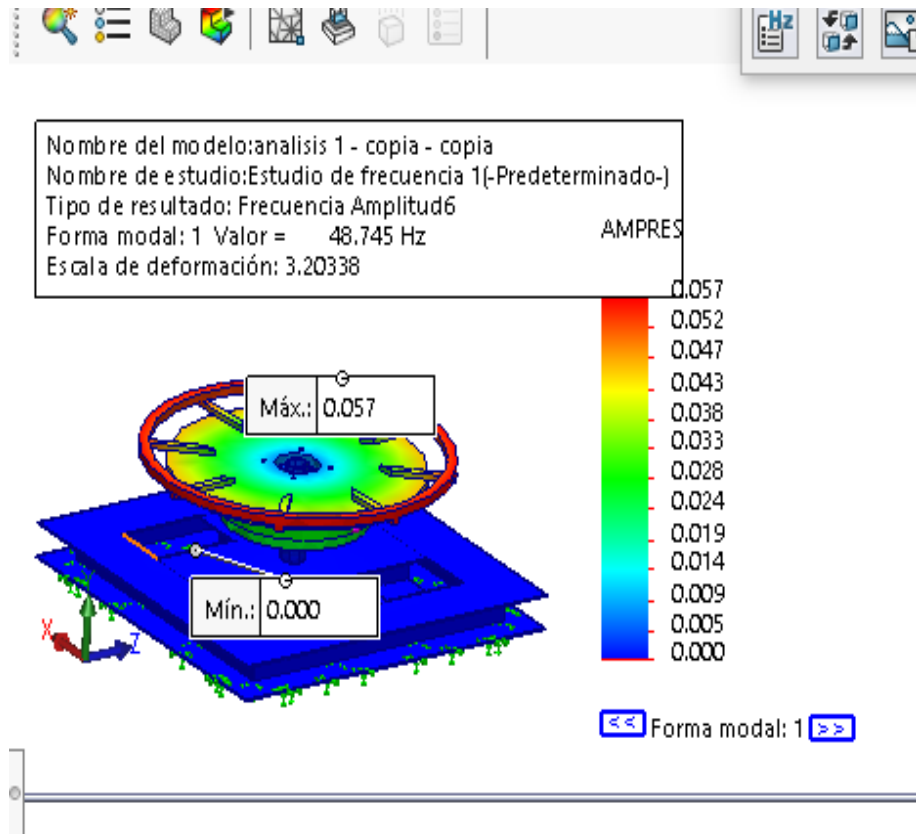 Hz
Nombre del modelo:analisis 1 - copia - copia
Nombre de estudio:Estudio de frecuencia 1(-Predeterminado-)
Tipo de resultado: Frecuencia Amplitud6
Forma modal: 1 Valor = 48.745 Hz
Escala de deformación: 3.20338
AMPRES
0.057
0.052
0.047
0.043
0.038
0.033
0.028
0.024
0.019
0.014
0.009
0.005
0.000
Máx.: 0.057
Mín.: 0.000
Y
X
Z
<< Forma modal: 1 >>